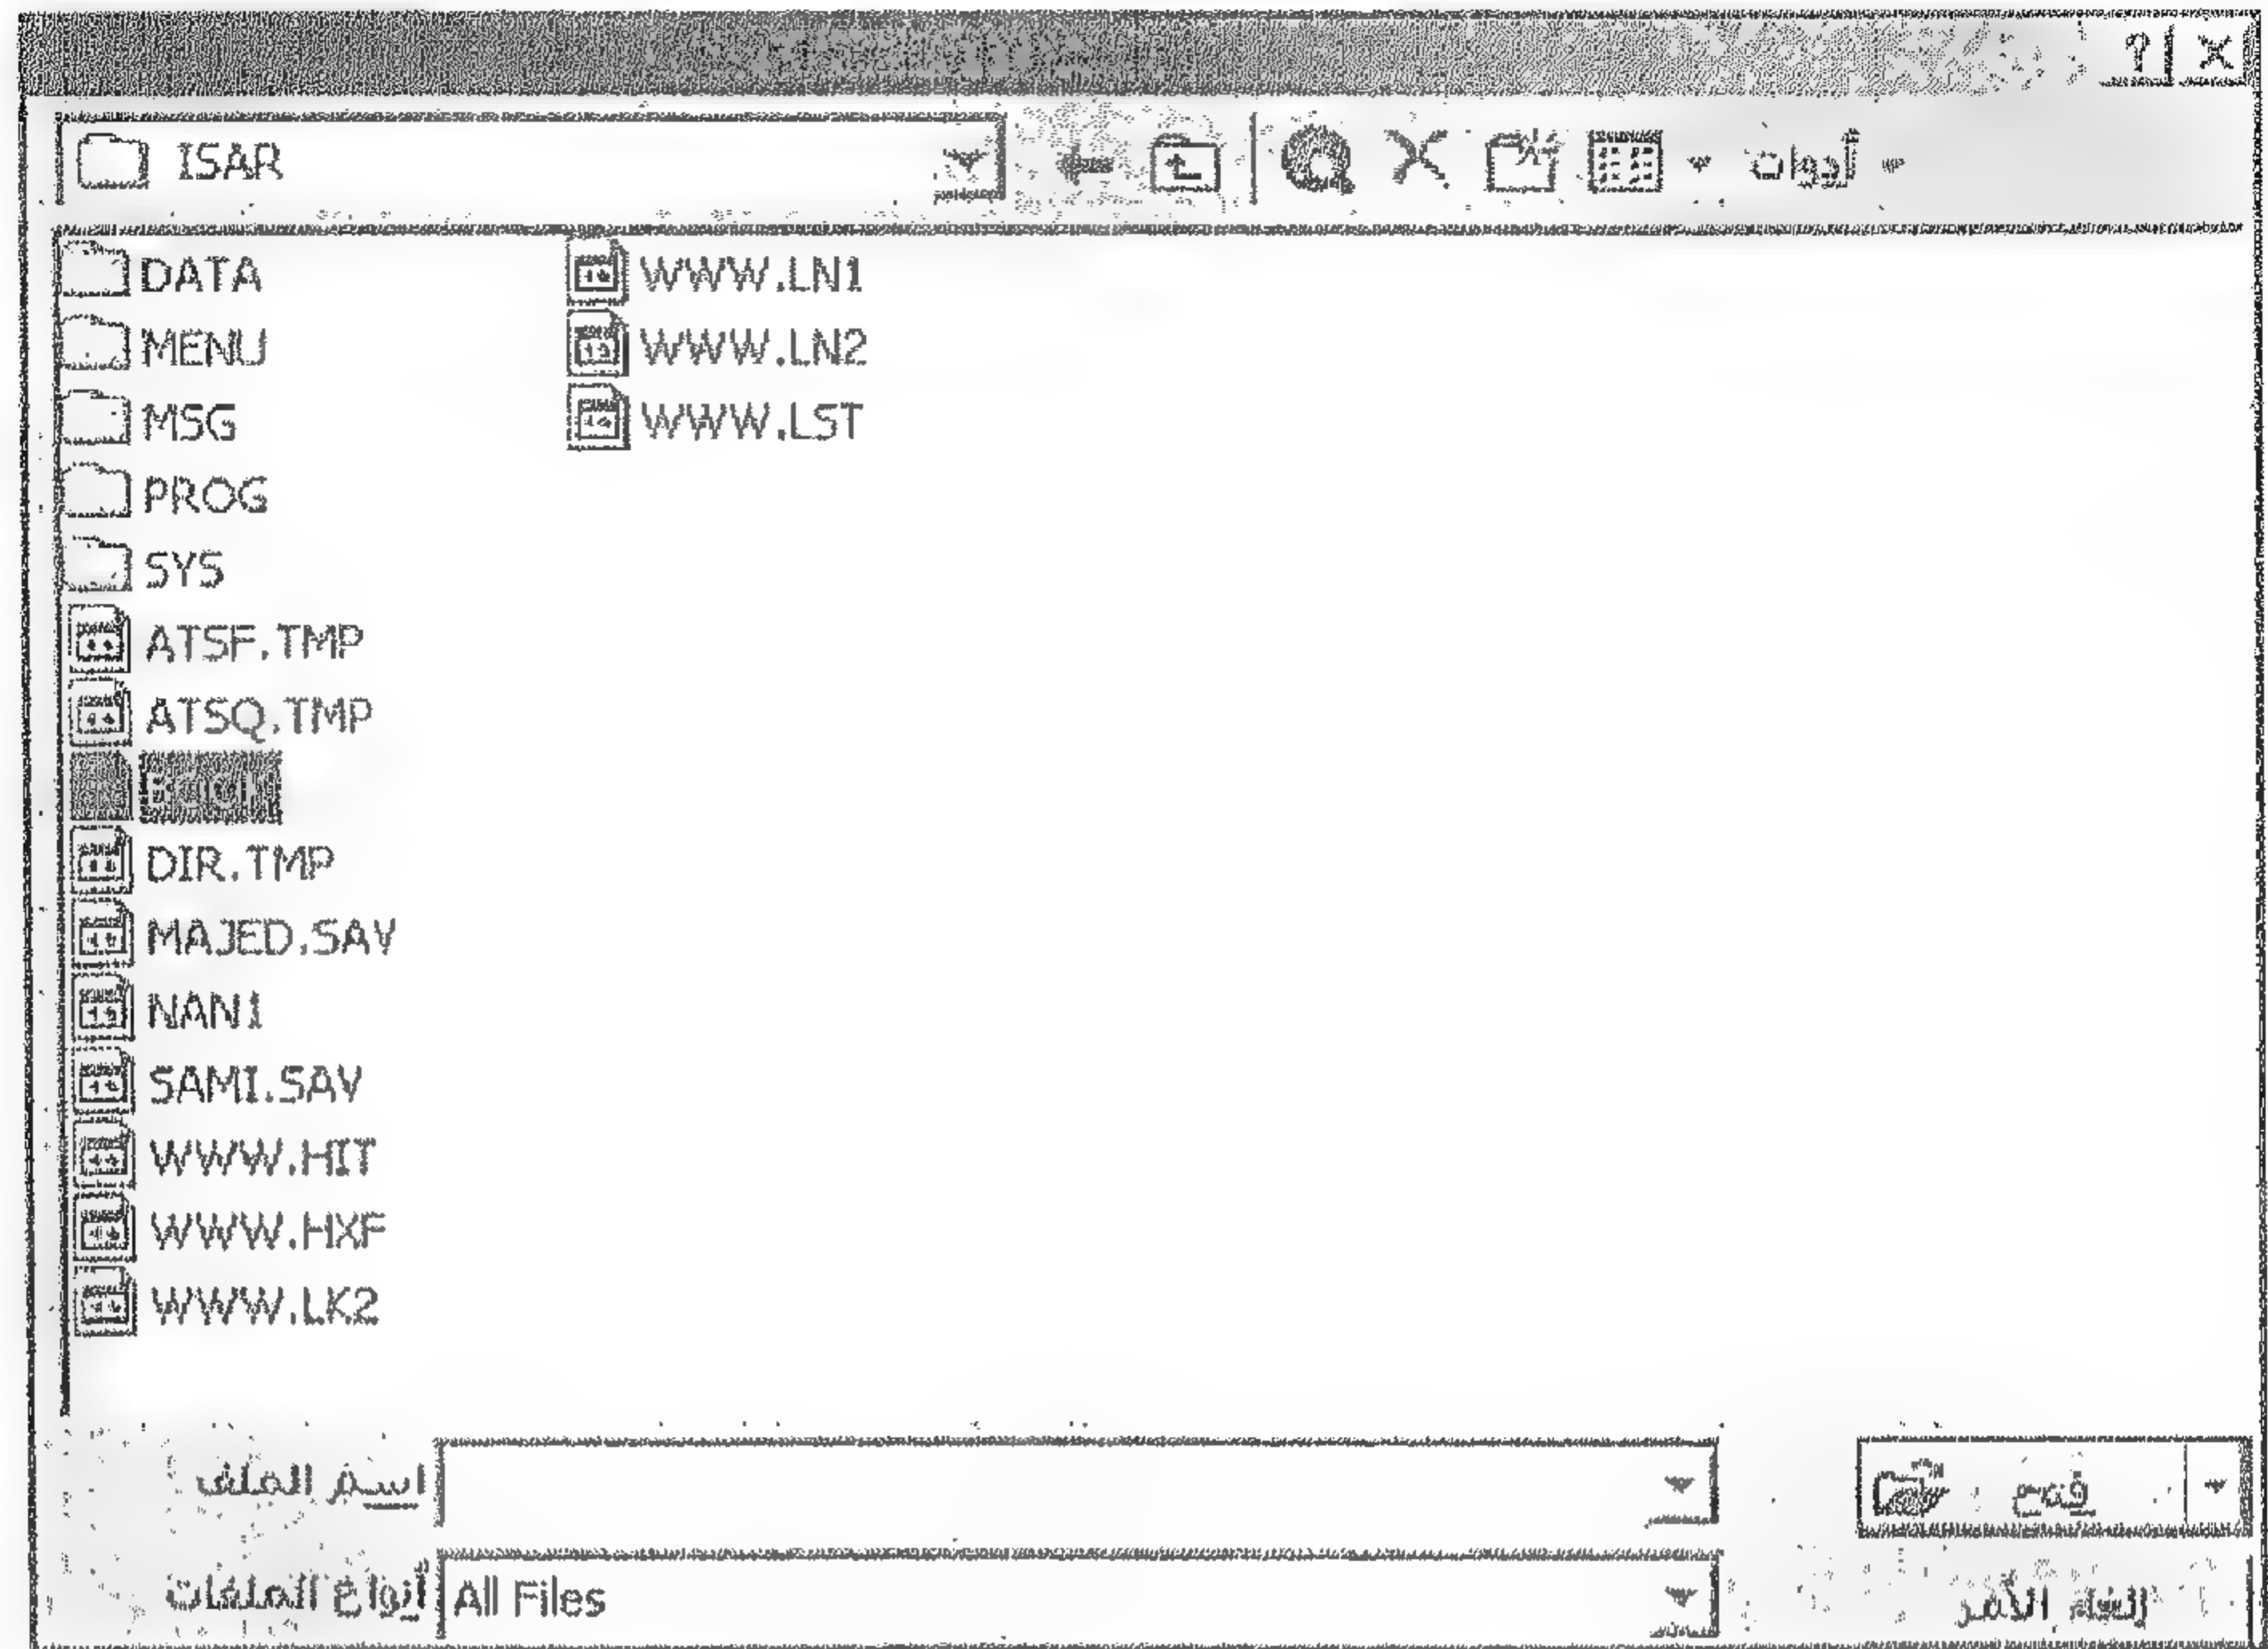 ISAR أدوات
DATA
MENU
MSG
PROG
SYS
ATSF.TMP
ATSQ.TMP
DIR.TMP
MAJED.SAV
NAN1
SAMI.SAV
WWW.HIT
WWW.HXF
WWW.LK2
WWW.LN1
WWW.LN2
WWW.LST
اسم الملف
فتح
أنواع الملفات All Files
إلغاء الأمر